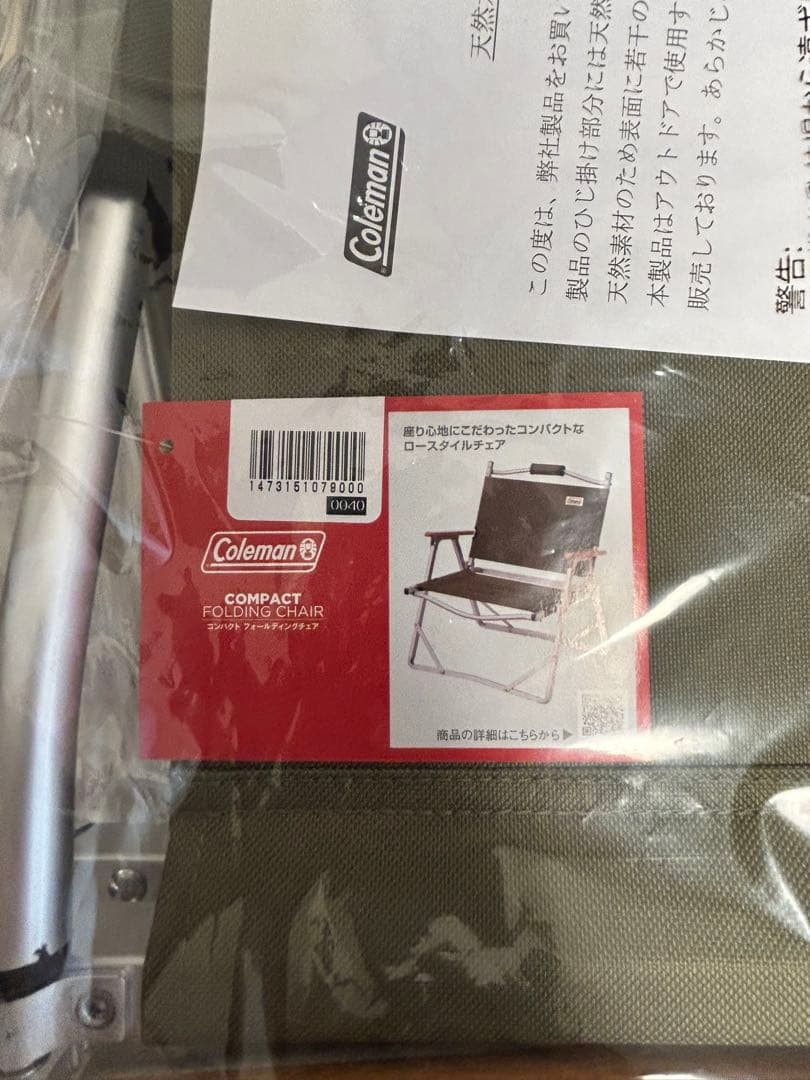 天然
Coleman
この度は、弊社製品をお買い
製品のひじ掛け部分には天然
天然素材のため表面に若干の
本製品はアウトドアで使用す
販売しております。あらかじ
警告:
1473151079000
0040
Coleman
COMPACT
FOLDING CHAIR
コンパクト フォールディングチェア
座り心地にこだわったコンパクトな
ロースタイルチェア
Coleman
商品の詳細はこちらから▶